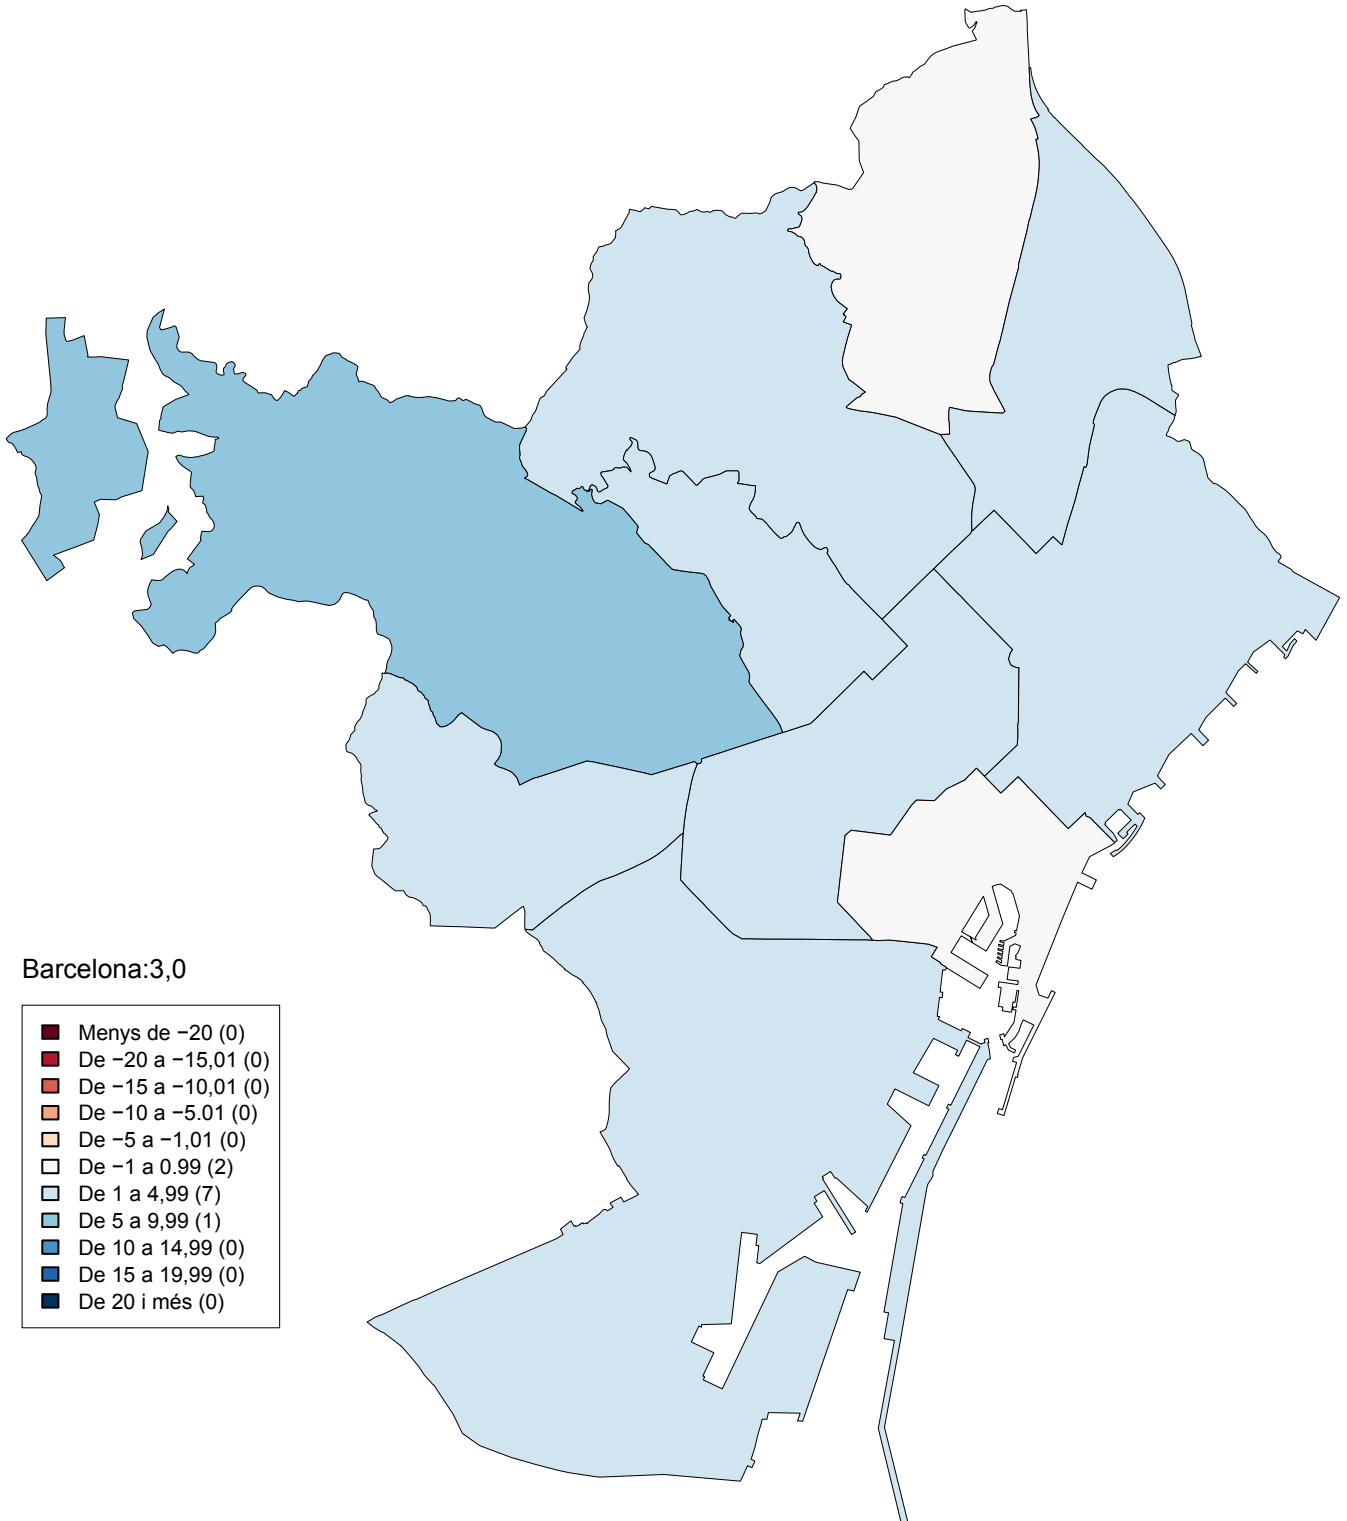 Barcelona:3,0
Menys de −20 (0)
De −20 a −15,01 (0)
De −15 a −10,01 (0)
De −10 a −5.01 (0)
De −5 a −1,01 (0)
De −1 a 0.99 (2)
De 1 a 4,99 (7)
De 5 a 9,99 (1)
De 10 a 14,99 (0)
De 15 a 19,99 (0)
De 20 i més (0)